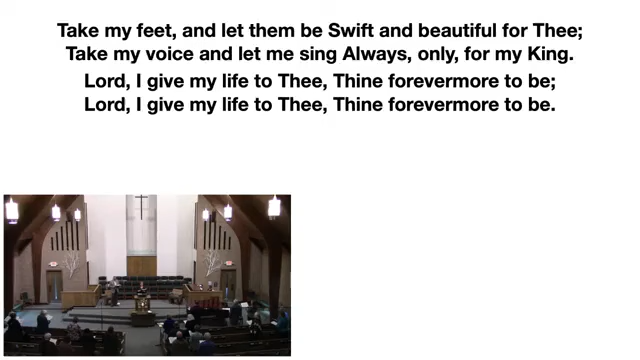 Take my feet, and let them be Swift and beautiful for Thee;
Take my voice and let me sing Always, only, for my King.
Lord, I give my life to Thee, Thine forevermore to be;
Lord, I give my life to Thee, Thine forevermore to be.